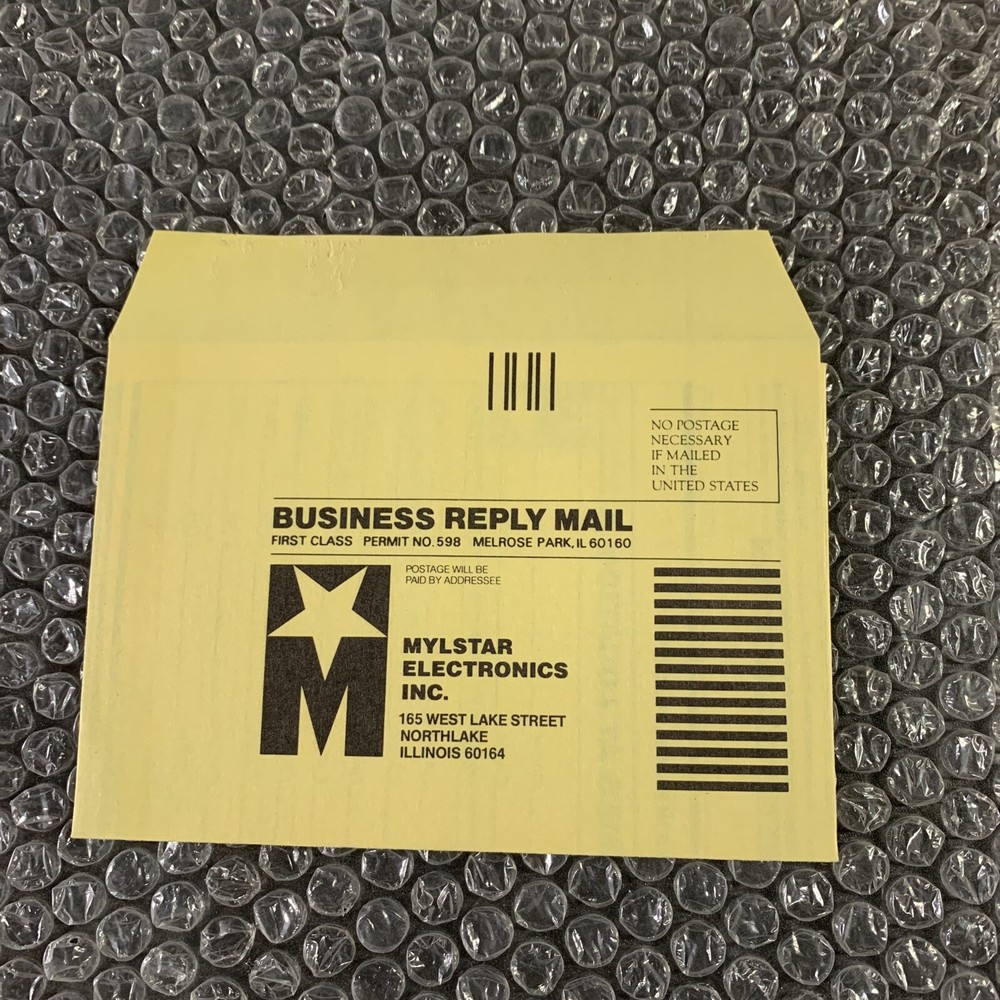 NO POSTAGE
NECESSARY
IF MAILED
IN THE
UNITED STATES
BUSINESS REPLY MAIL
FIRST CLASS PERMIT NO. 598 MELROSE PARK, IL 60160
POSTAGE WILL BE
PAID BY ADDRESSEE
M
MYLSTAR
ELECTRONICS
INC.
165 WEST LAKE STREET
NORTHLAKE
ILLINOIS 60164